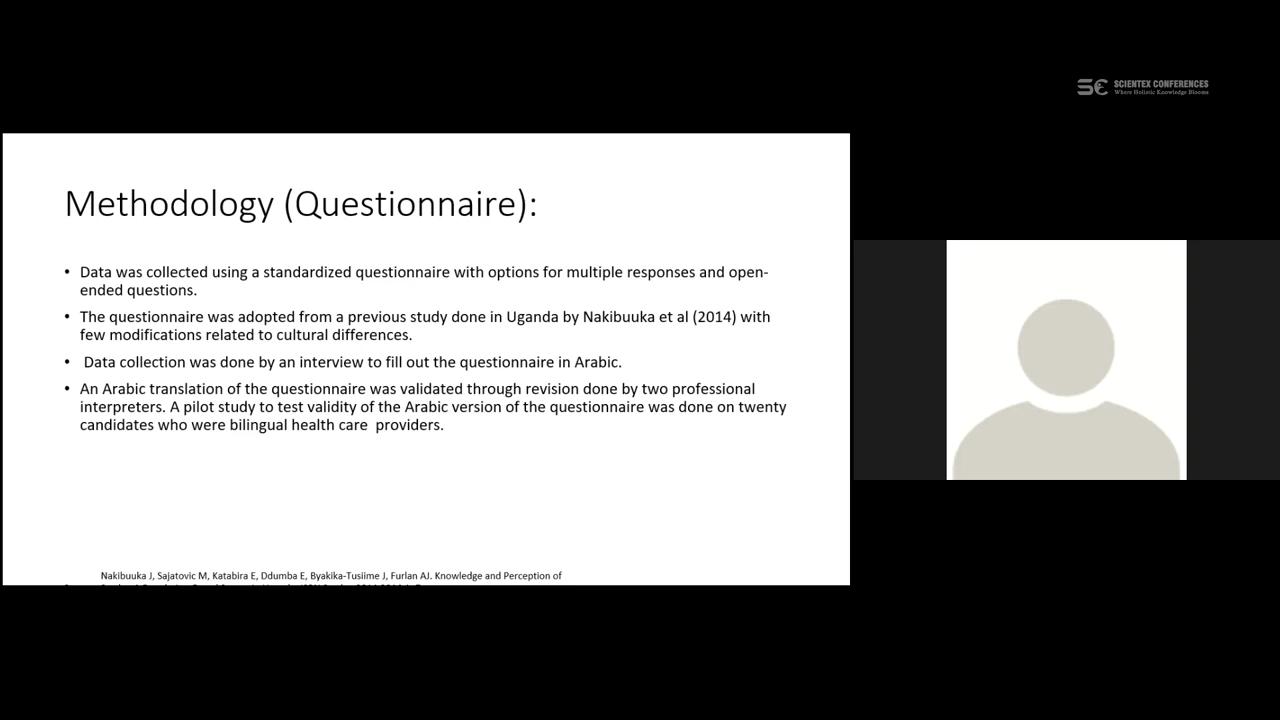 SCIENTEX CONFERENCES
Where Holistic Knowledge Blooms
Methodology (Questionnaire):
• Data was collected using a standardized questionnaire with options for multiple responses and open-
ended questions.
• The questionnaire was adopted from a previous study done in Uganda by Nakibuuka et al (2014) with
few modifications related to cultural differences.
• Data collection was done by an interview to fill out the questionnaire in Arabic.
• An Arabic translation of the questionnaire was validated through revision done by two professional
interpreters. A pilot study to test validity of the Arabic version of the questionnaire was done on twenty
candidates who were bilingual health care providers.
Nakibuuka J, Sajatovic M, Katabira E, Ddumba E, Byakika-Tusiime J, Furlan AJ. Knowledge and Perception of